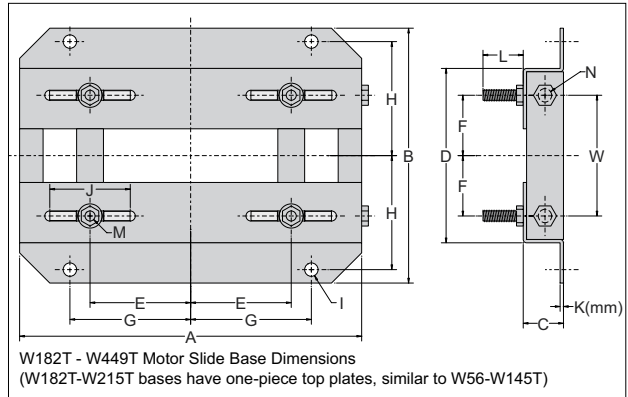 L
N
H
F
B
D
W
F
J
H
M
I
E
E
G
G
K(mm)
A
C
W182T - W449T Motor Slide Base Dimensions
(W182T-W215T bases have one-piece top plates, similar to W56-W145T)